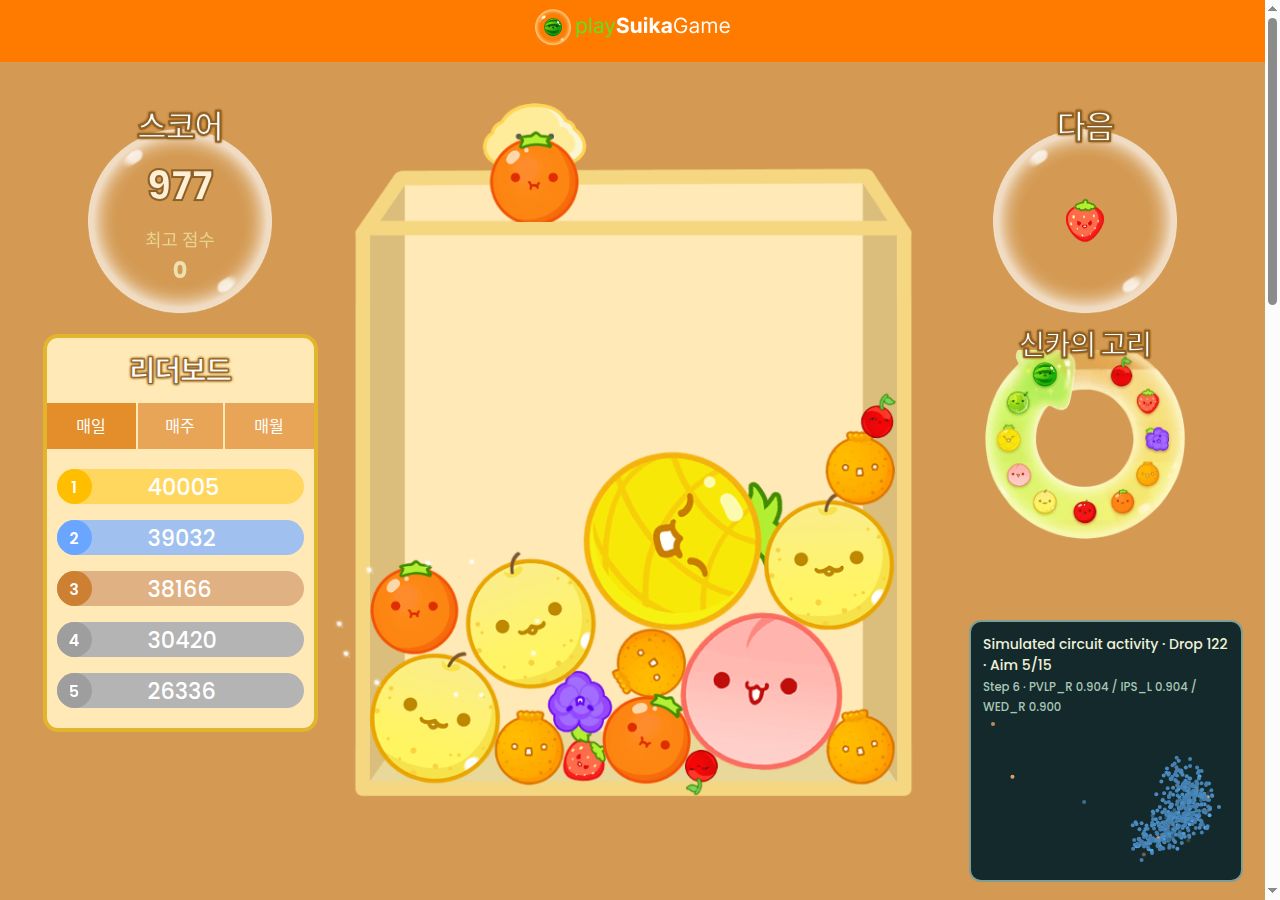 playSuikaGame
스코어
977
최고 점수
0
다음
신카의 고리
리더보드
매일 매주 매월
1 40005
2 39032
3 38166
4 30420
5 26336
Simulated circuit activity · Drop 122
· Aim 5/15
Step 6 · PVLP_R 0.904 / IPS_L 0.904 /
WED_R 0.900